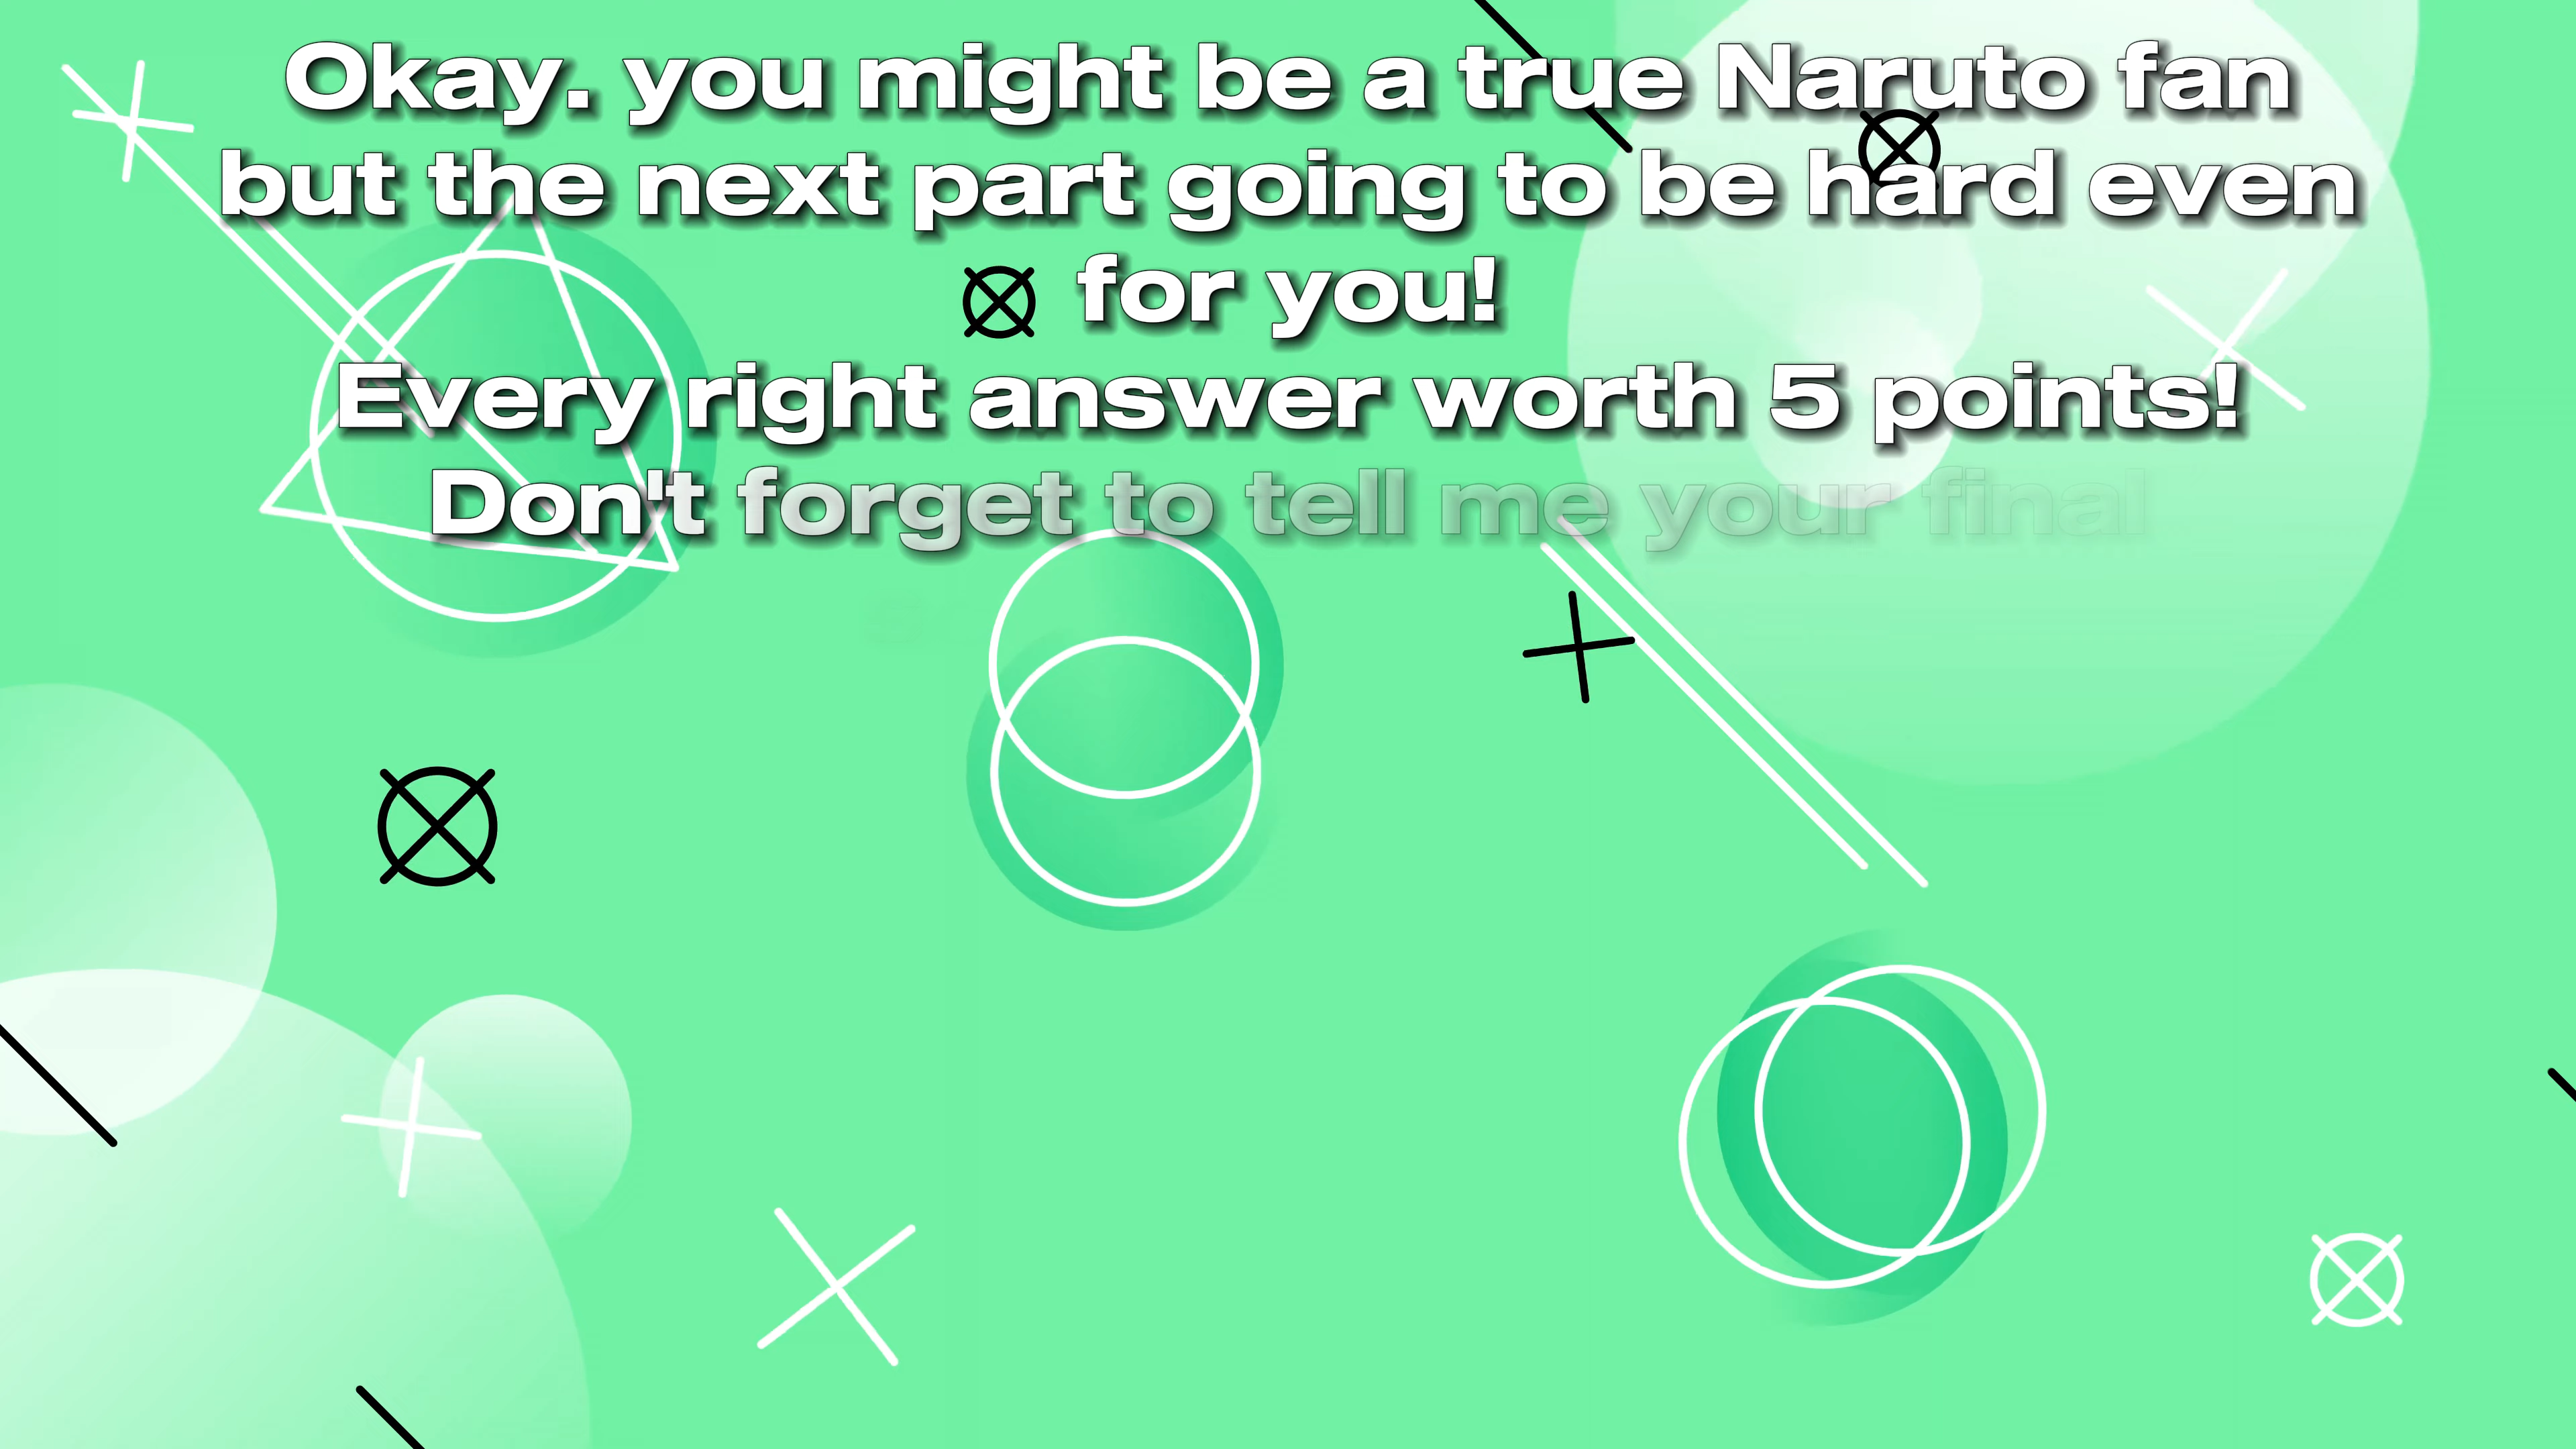 Okay. you might be a true Naruto fan
but the next part going to be hard even
for you!
Every right answer worth 5 points!
Don't forget to tell me your final